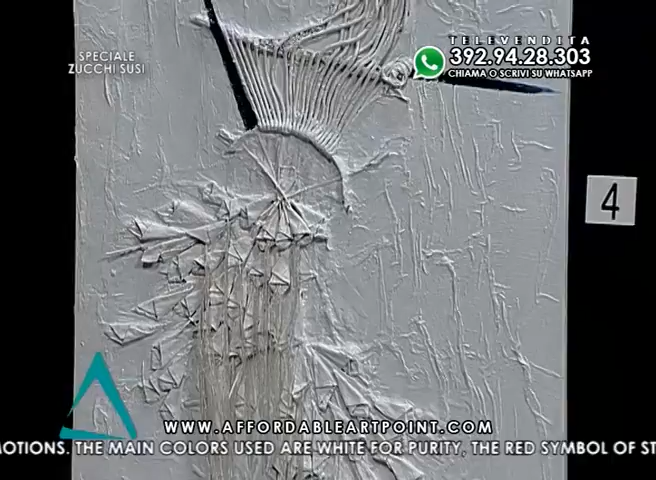 SPECIALE
ZUCCHI SUSI
TELEVENDITA
392.94.28.303
CHIAMA O SCRIVI SU WHATSAPP
4
WWW.AFFORDABLEARTPOINT.COM
MOTIONS. THE MAIN COLORS USED ARE WHITE FOR PURITY, THE RED SYMBOL OF ST